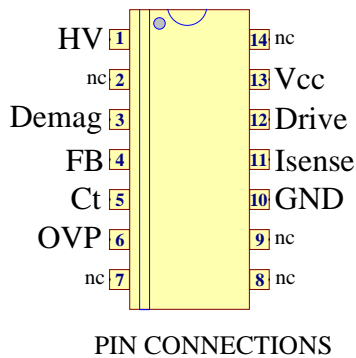 HV 1 14 nc
nc 2 13 Vcc
Demag 3 12 Drive
FB 4 11 Isense
Ct 5 10 GND
OVP 6 9 nc
nc 7 8 nc
PIN CONNECTIONS